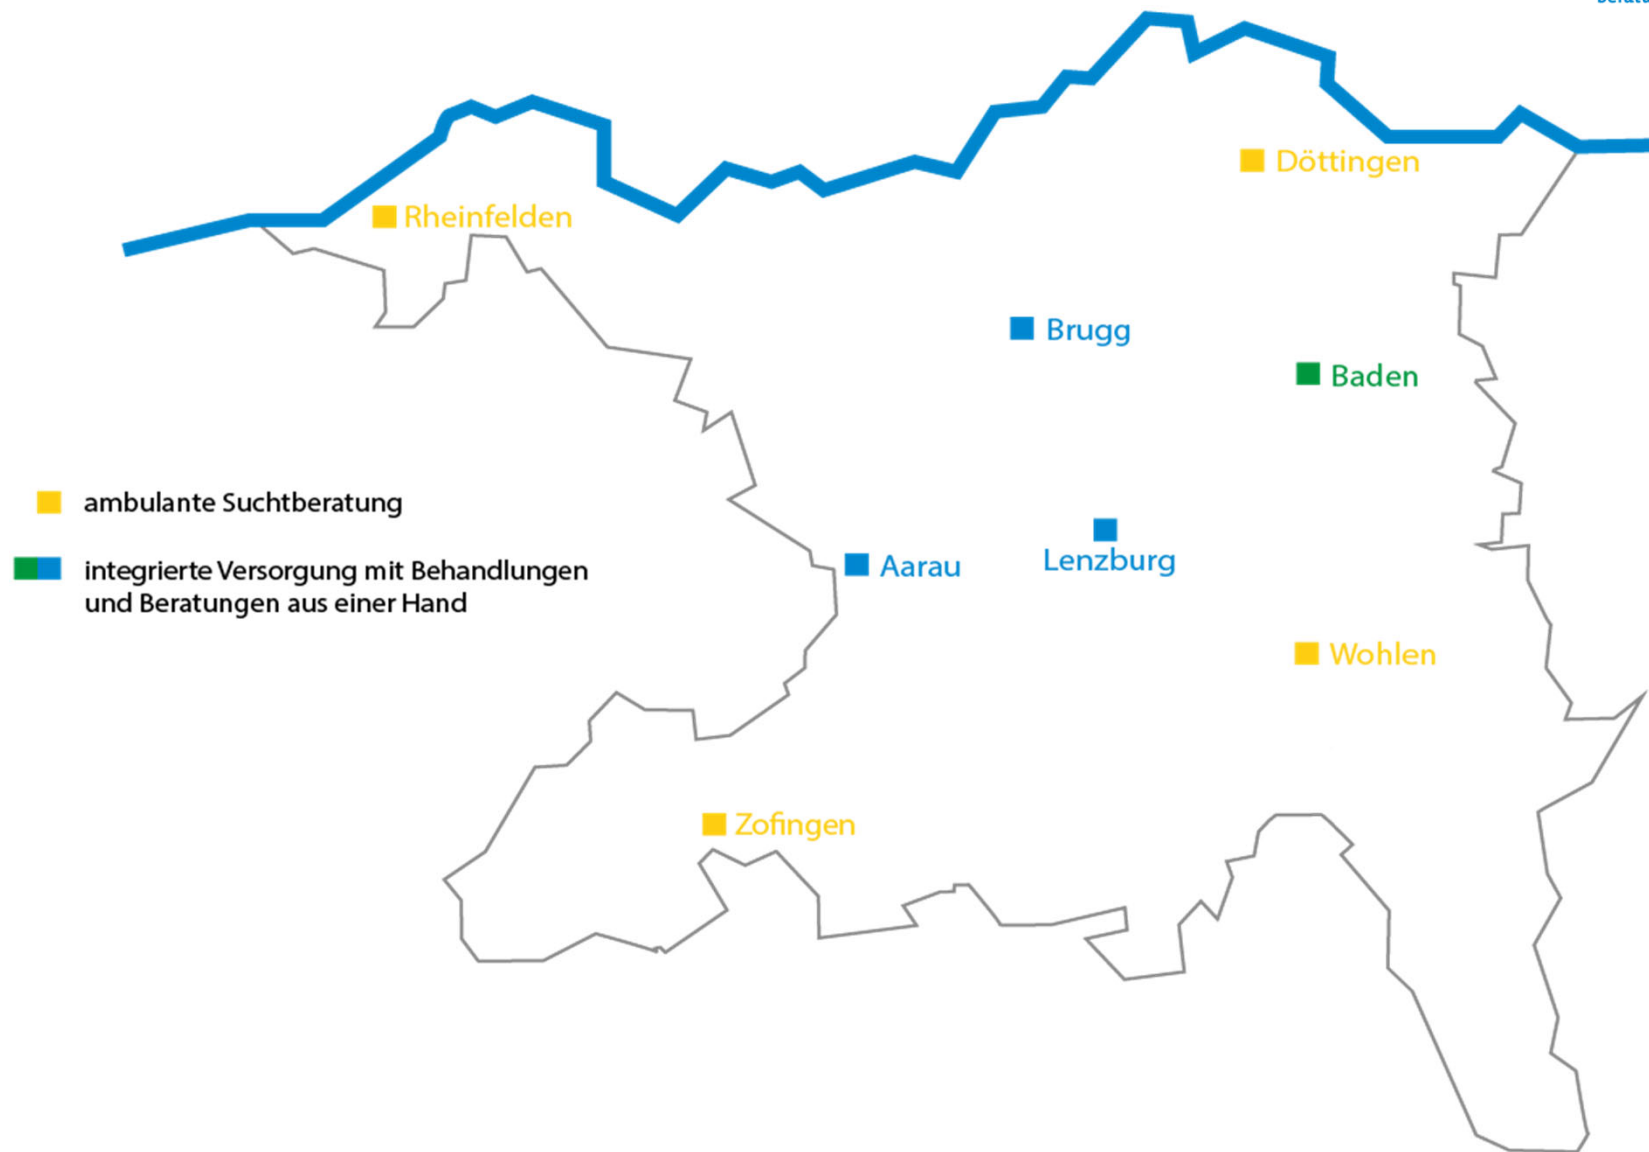 Döttingen
Rheinfelden
Brugg
Baden
ambulante Suchtberatung
integrierte Versorgung mit Behandlungen
und Beratungen aus einer Hand
Aarau
Lenzburg
Wohlen
Zofingen